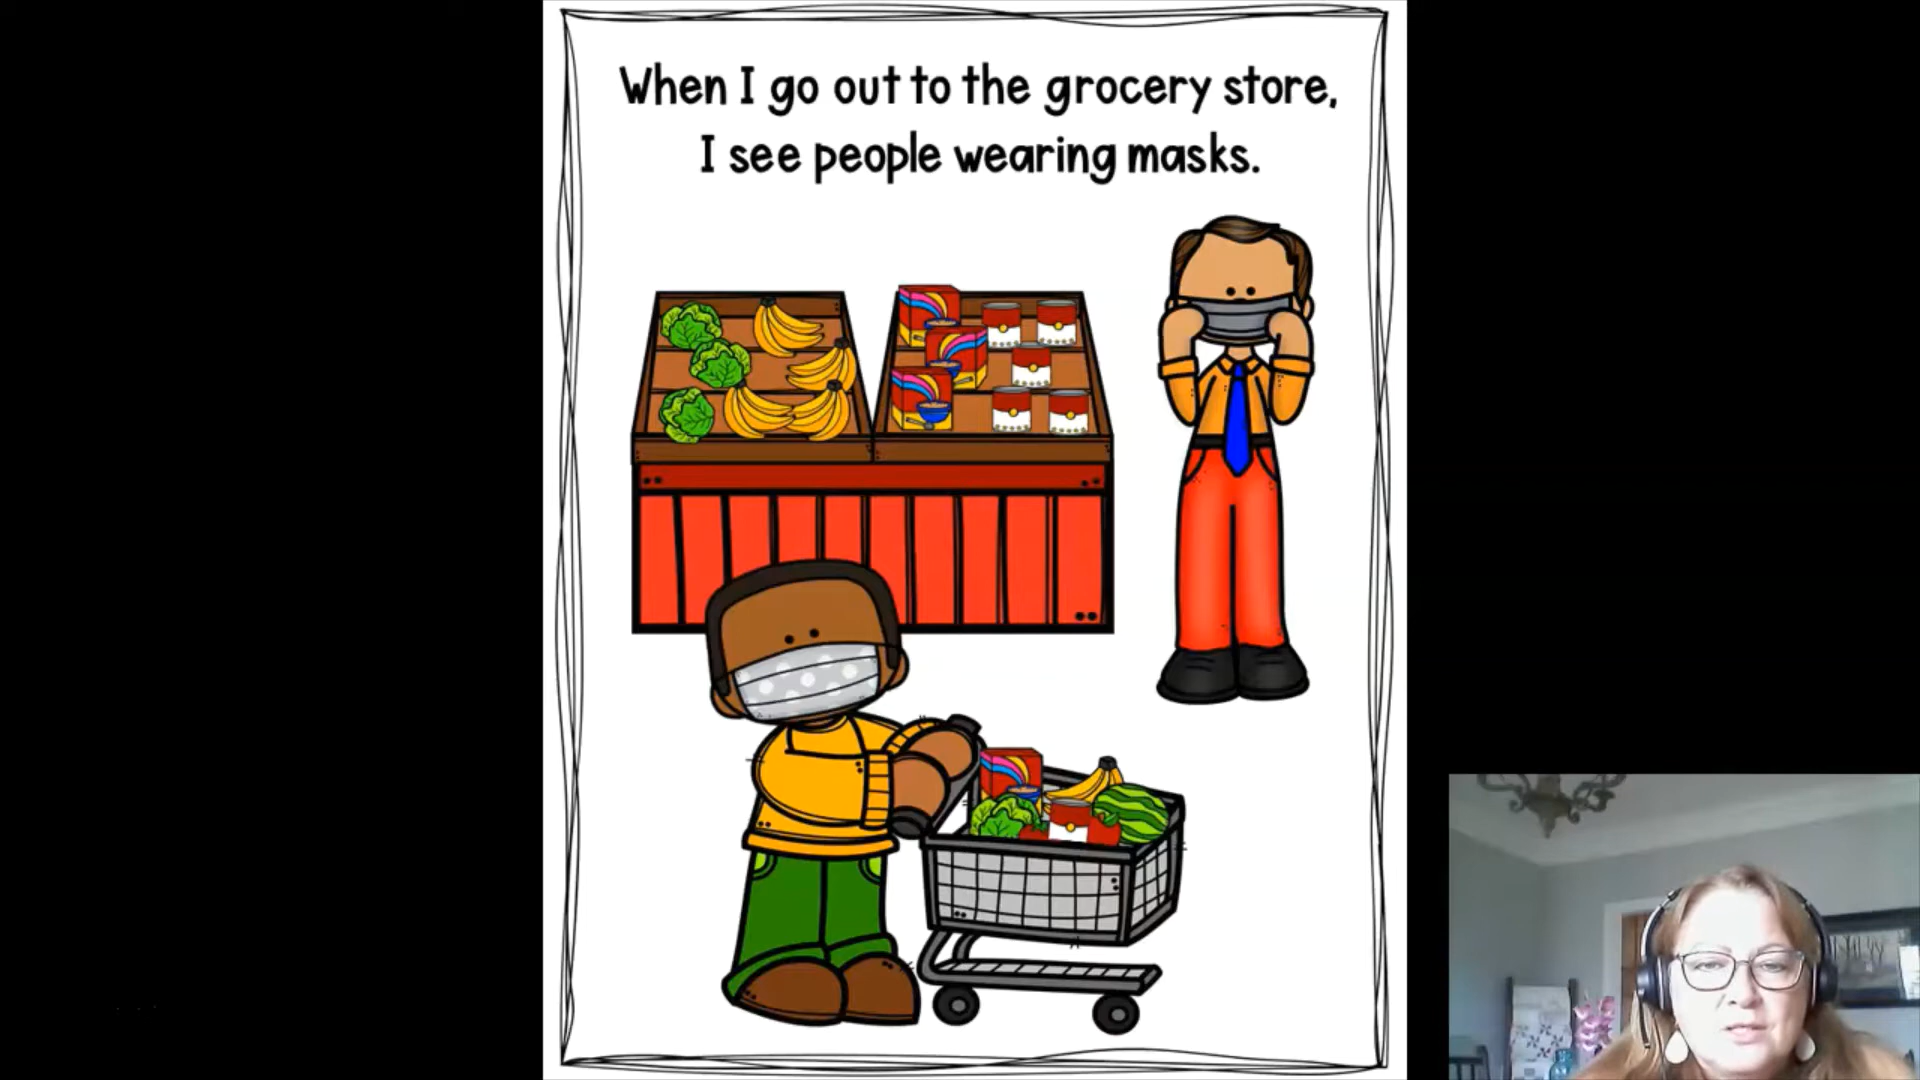 When I go out to the grocery store,
I see people wearing masks.